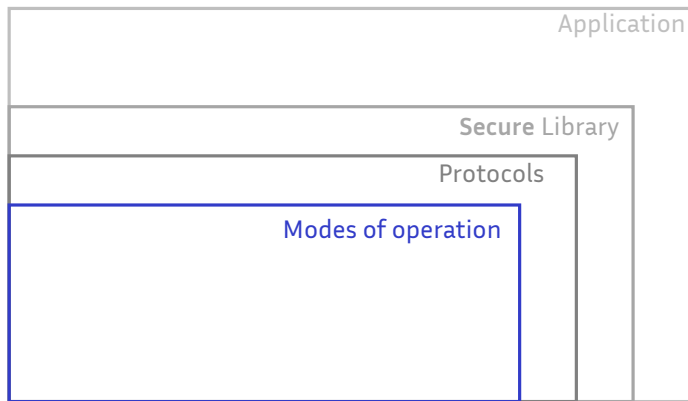 Application
Secure Library
Protocols
Modes of operation